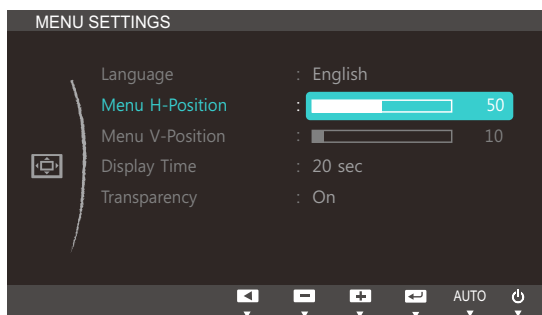 MENU SETTINGS
Language : English
Menu H-Position : 50
Menu V-Position : 10
Display Time : 20 sec
Transparency : On
AUTO